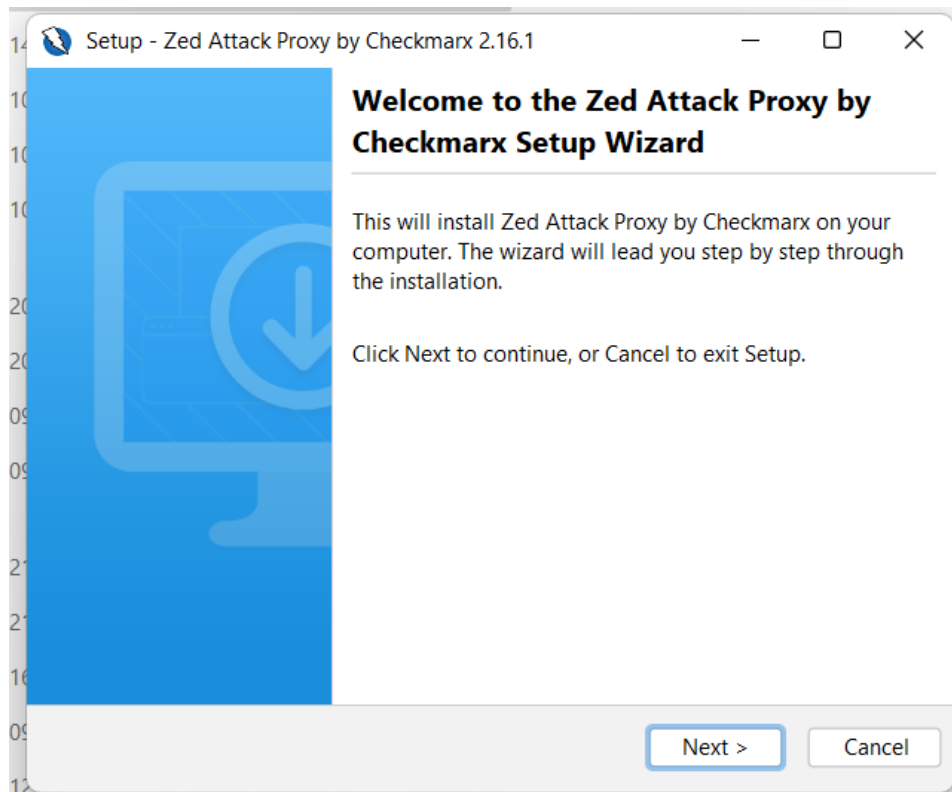 Setup - Zed Attack Proxy by Checkmarx 2.16.1
Welcome to the Zed Attack Proxy by
Checkmarx Setup Wizard
This will install Zed Attack Proxy by Checkmarx on your
computer. The wizard will lead you step by step through
the installation.
Click Next to continue, or Cancel to exit Setup.
Next >
Cancel